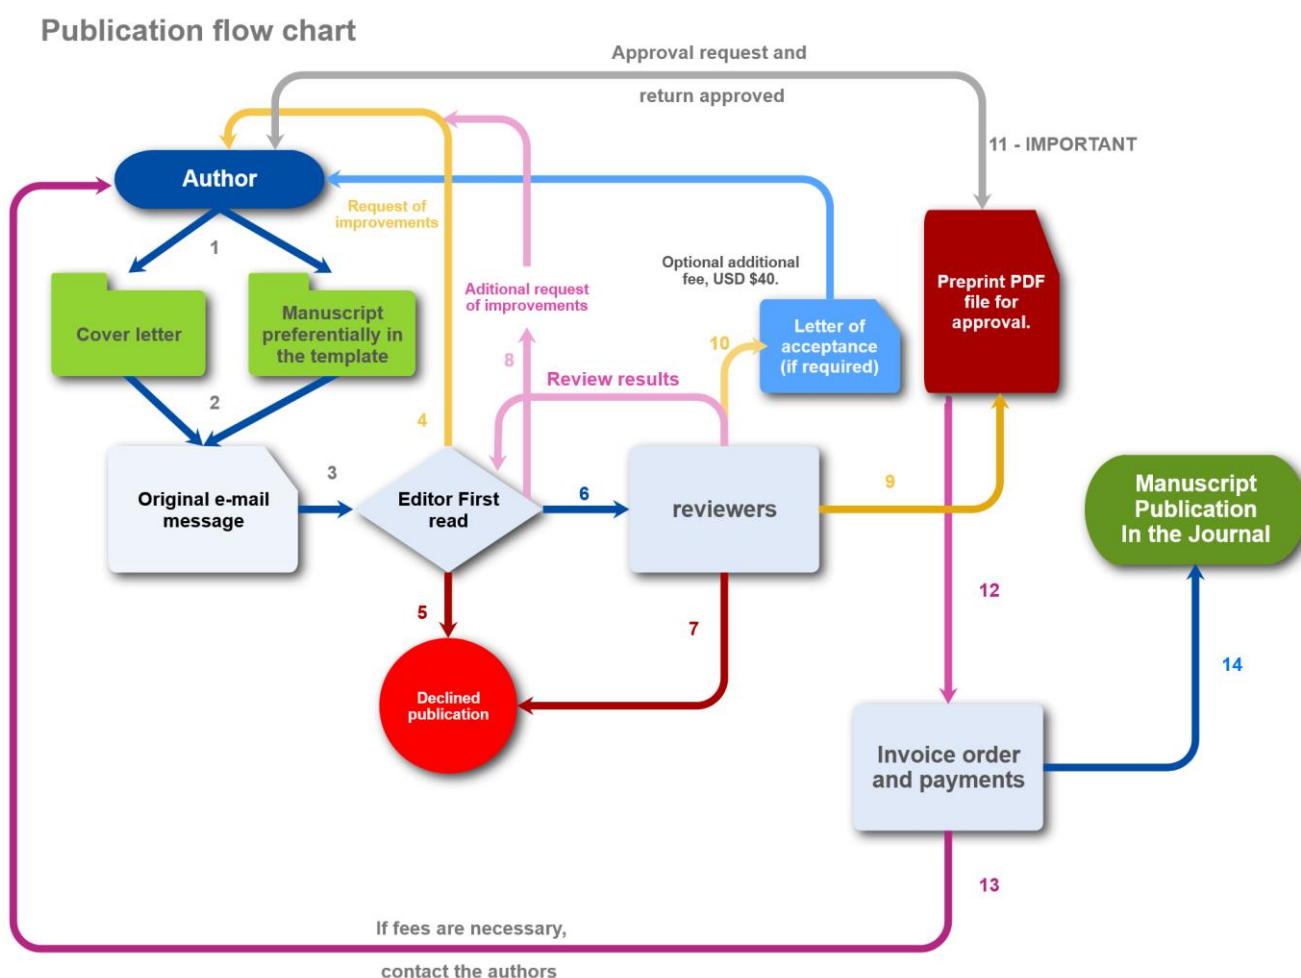 Publication flow chart
Approval request and
return approved
11 - IMPORTANT
Author
Request of
improvements
1
Optional additional
fee, USD $40.
Preprint PDF
file for
approval.
Aditional request
of improvements
Cover letter
Manuscript
preferentially in
the template
Letter of
acceptance
(if required)
10
8
Review results
2
4
3
Original e-mail
message
Editor First
read
6
reviewers
9
Manuscript
Publication
In the Journal
5
7
12
14
Declined
publication
Invoice order
and payments
13
If fees are necessary,
contact the authors